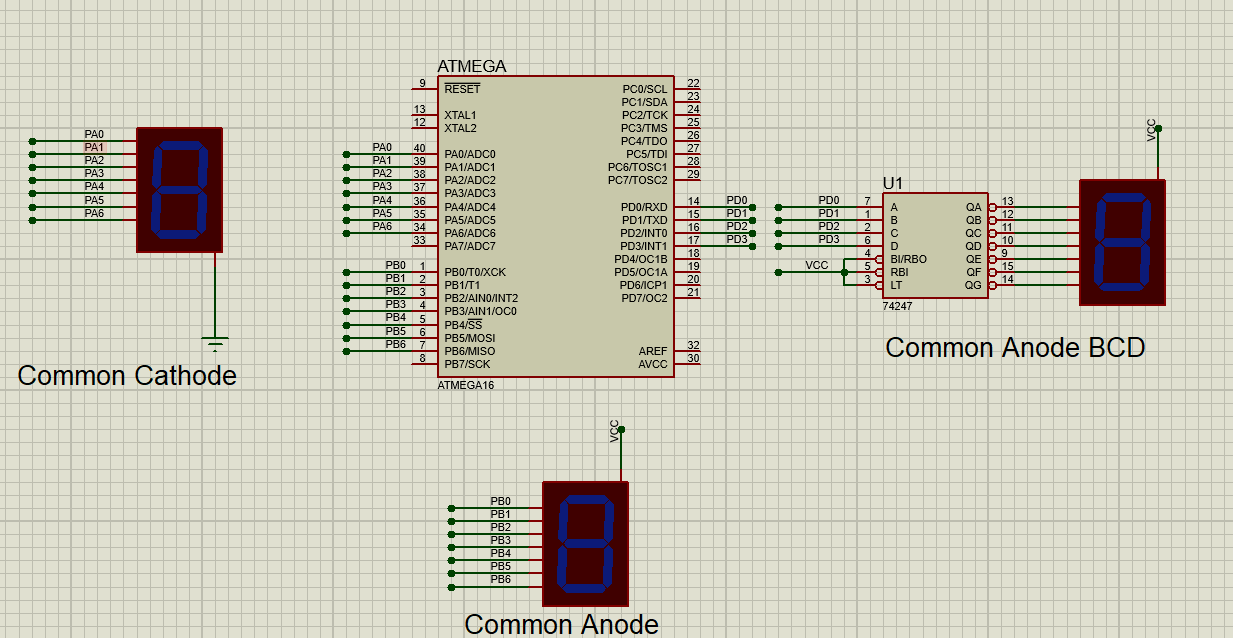 ATMEGA
9 RESET PC0/SCL 22
PC1/SDA 23
13 XTAL1 PC2/TCK 24
12 XTAL2 PC3/TMS 25
PC4/TDO 26
PA0 40 PA0/ADC0 PC5/TDI 27
PA1 39 PA1/ADC1 PC6/TOSC1 28
PA2 38 PA2/ADC2 PC7/TOSC2 29
PA3 37 PA3/ADC3
PA4 36 PA4/ADC4 PD0/RXD 14 PD0
PA5 35 PA5/ADC5 PD1/TXD 15 PD1
PA6 34 PA6/ADC6 PD2/INT0 16 PD2
33 PA7/ADC7 PD3/INT1 17 PD3
PD4/OC1B 18
PB0 1 PB0/T0/XCK PD5/OC1A 19
PB1 2 PB1/T1 PD6/ICP1 20
PB2 3 PB2/AIN0/INT2 PD7/OC2 21
PB3 4 PB3/AIN1/OC0
PB4 5 PB4/SS
PB5 6 PB5/MOSI
PB6 7 PB6/MISO AREF 32
8 PB7/SCK AVCC 30
ATMEGA16
PA0
PA1
PA2
PA3
PA4
PA5
PA6
Common Cathode
VCC
U1
PD0 7 A QA 13
PD1 1 B QB 12
PD2 2 C QC 11
PD3 6 D QD 10
4 BI/RBO QE 9
VCC 5 RBI QF 15
3 LT QG 14
74247
Common Anode BCD
VCC
PB0
PB1
PB2
PB3
PB4
PB5
PB6
Common Anode